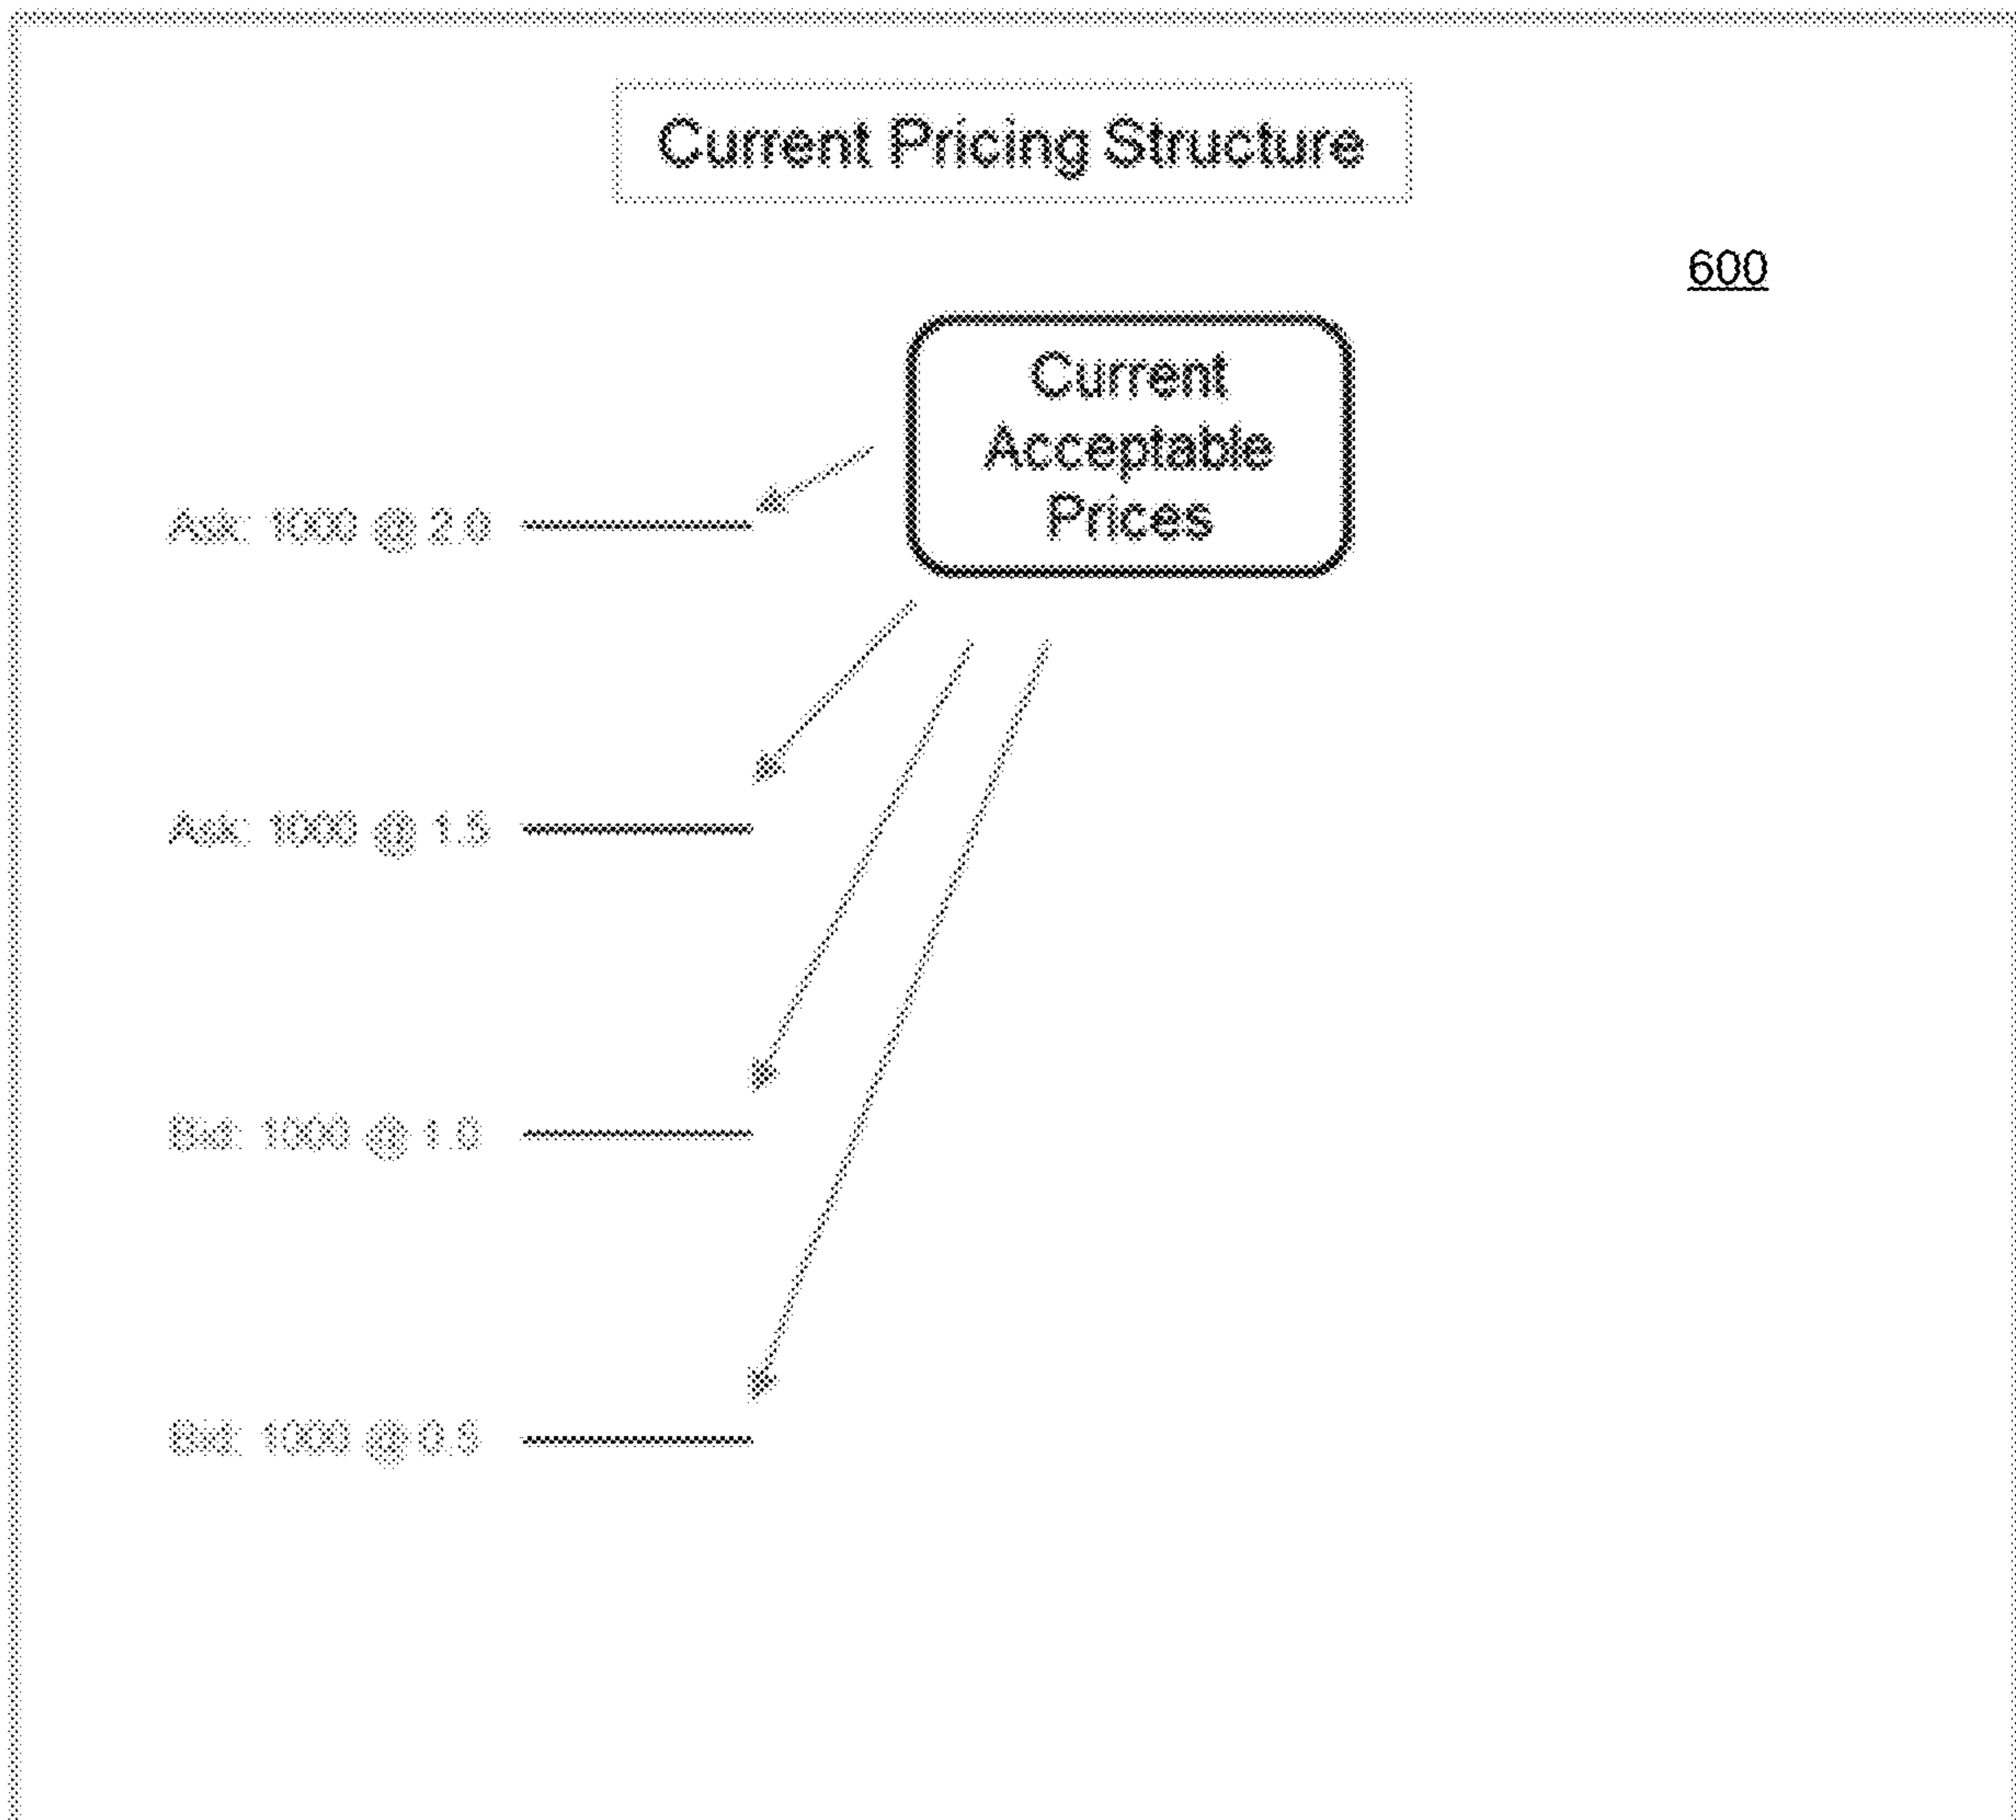 Current Pricing Structure
600
Current
Acceptable
Prices
Ask: 1000 @ 2.0
Ask: 1000 @ 1.5
Bid: 1000 @ 1.0
Bid: 1000 @ 0.5